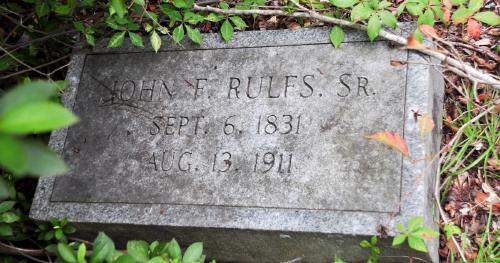 JOHN F. RULFS. SR.
SEPT. 6, 1831
AUG. 13, 1911